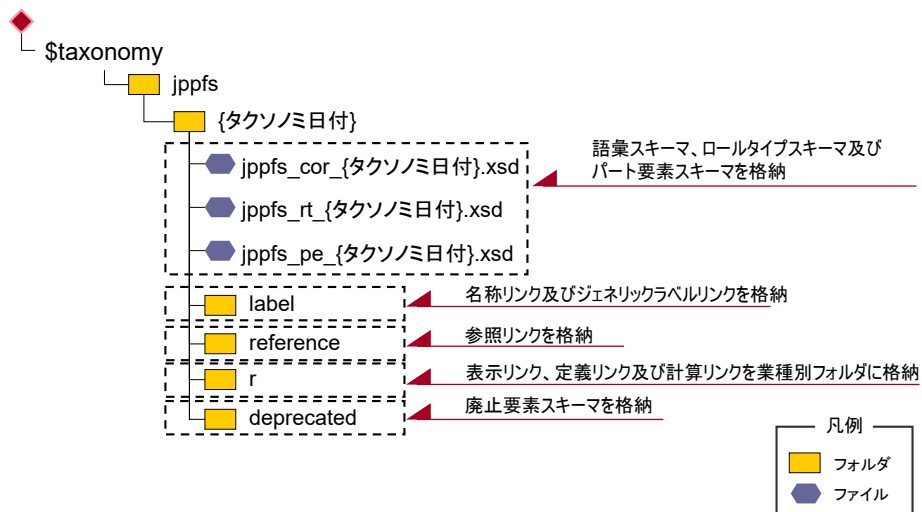 $taxonomy
jppfs
{タクソノミ日付}
jppfs_cor_{タクソノミ日付}.xsd
jppfs_rt_{タクソノミ日付}.xsd
jppfs_pe_{タクソノミ日付}.xsd
語彙スキーマ、ロールタイプスキーマ及び
パート要素スキーマを格納
label
名称リンク及びジェネリックラベルリンクを格納
reference
参照リンクを格納
r
表示リンク、定義リンク及び計算リンクを業種別フォルダに格納
deprecated
廃止要素スキーマを格納
凡例
フォルダ
ファイル